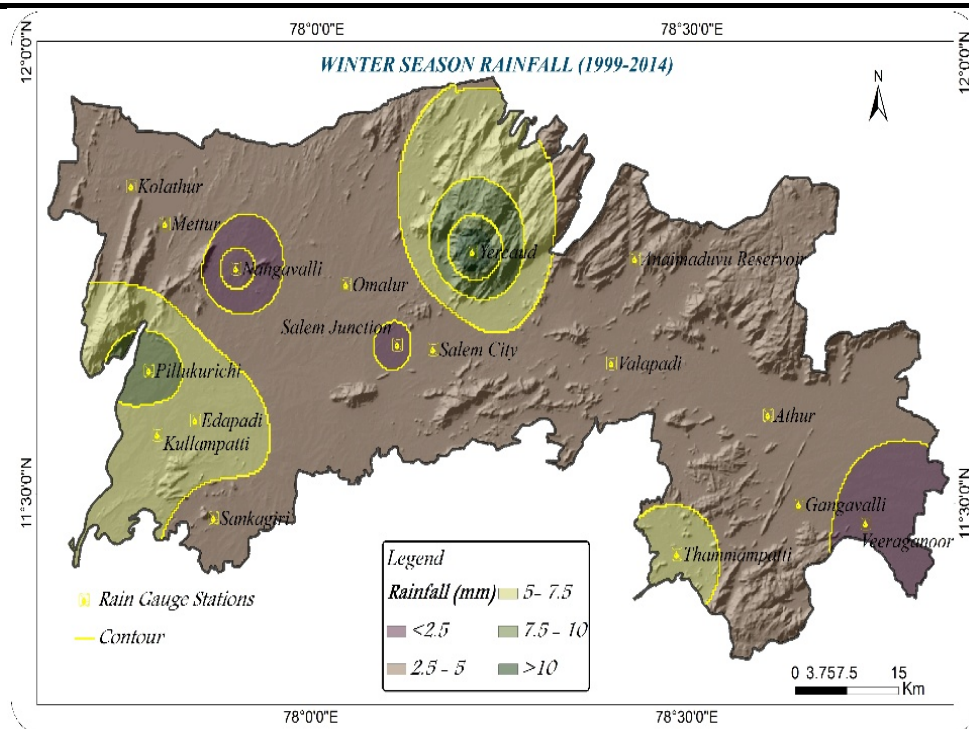 78°0'0"E 78°30'0"E
12°0'0"N 12°0'0"N
WINTER SEASON RAINFALL (1999-2014)
N
Kolathur
Mettur
Nangavalli
Yercaud
Anaimaduvu Reservoir
Omalur
Salem Junction
Salem City
Valapadi
Pillukurichi
Edapadi
Kullampatti
Athur
11°30'0"N 11°30'0"N
Sankagiri
Gangavalli
Veeraganoor
Thammampatti
Legend
Rainfall (mm) 5- 7.5
<2.5 7.5 - 10
2.5 - 5 >10
Rain Gauge Stations
Contour
0 3.757.5 15
Km
78°0'0"E 78°30'0"E